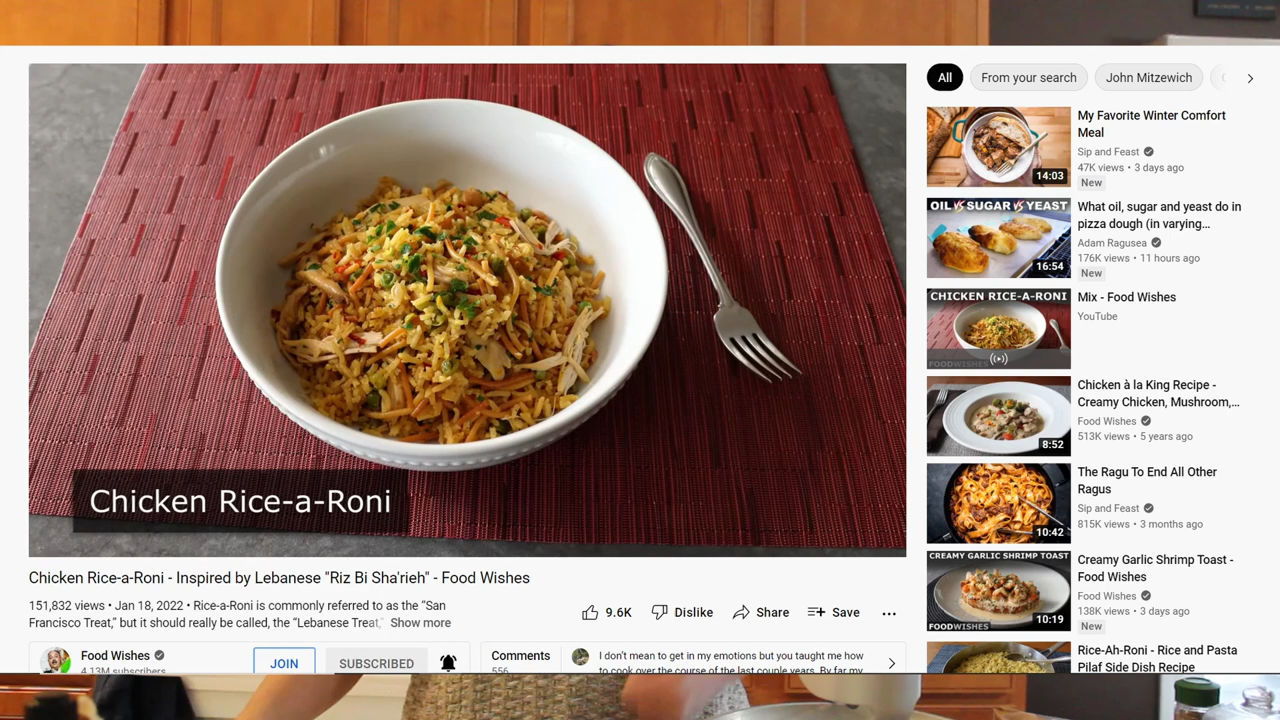 Chicken Rice-a-Roni
Chicken Rice-a-Roni - Inspired by Lebanese "Riz Bi Sha'rieh" - Food Wishes
151,832 views • Jan 18, 2022 • Rice-a-Roni is commonly referred to as the “San
Francisco Treat,” but it should really be called, the “Lebanese Treat,” Show more
9.6K
Dislike
Share
Save
Food Wishes
4.13M subscribers
JOIN
SUBSCRIBED
Comments
556
I don't mean to get in my emotions but you taught me how
to cook over the course of the last couple years. By far my
All
From your search
John Mitzewich
14:03
My Favorite Winter Comfort
Meal
Sip and Feast
47K views • 3 days ago
New
OIL VS SUGAR VS YEAST
16:54
What oil, sugar and yeast do in
pizza dough (in varying...
Adam Ragusea
176K views • 11 hours ago
New
CHICKEN RICE-A-RONI
FOODWISHES
Mix - Food Wishes
YouTube
8:52
Chicken à la King Recipe -
Creamy Chicken, Mushroom,...
Food Wishes
513K views • 5 years ago
10:42
The Ragu To End All Other
Ragus
Sip and Feast
815K views • 3 months ago
CREAMY GARLIC SHRIMP TOAST
FOODWISHES
10:19
Creamy Garlic Shrimp Toast -
Food Wishes
Food Wishes
138K views • 3 days ago
New
Rice-Ah-Roni - Rice and Pasta
Pilaf Side Dish Recipe